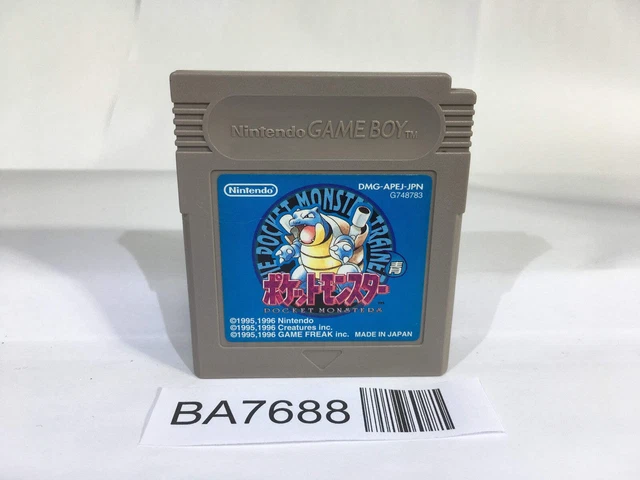 Nintendo GAME BOY TM
Nintendo
DMG-APEJ-JPN
G748783
THE POCKET MONSTER TRAINER
青
ポケットモンスター
POCKET MONSTERS
©1995,1996 Nintendo
©1995,1996 Creatures inc.
©1995,1996 GAME FREAK inc. MADE IN JAPAN
BA7688